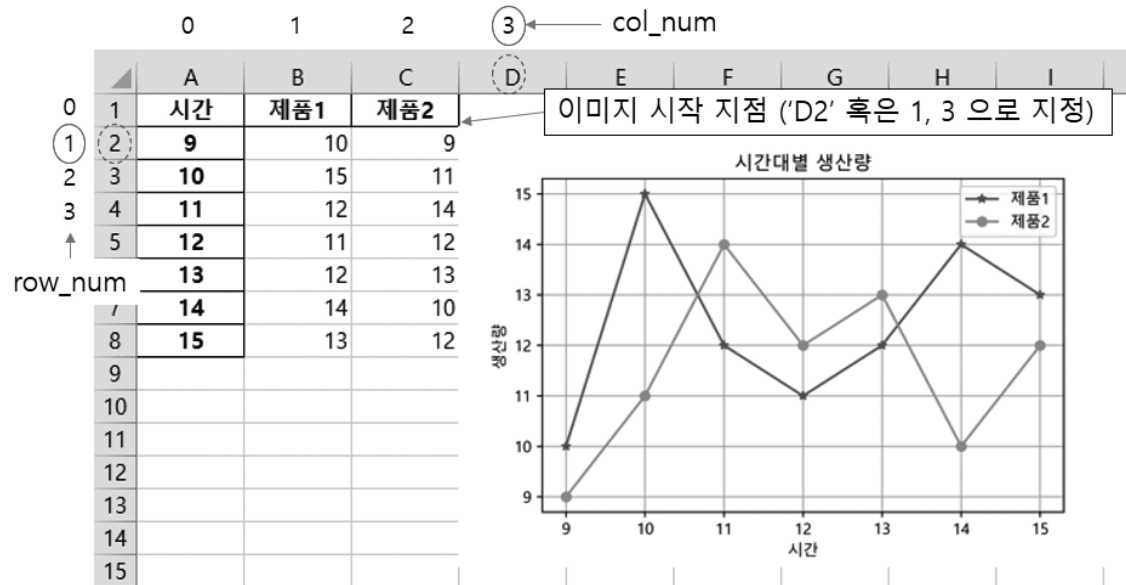 0 1 2 3 col_num
A B C D E F G H I
0 1 시간 제품1 제품2 이미지 시작 지점 ('D2' 혹은 1, 3 으로 지정)
1 2 9 10 9
2 3 10 15 11
3 4 11 12 14
5 12 11 12
row_num 13 12 13
7 14 14 10
8 15 13 12
9
10
11
12
13
14
15
시간대별 생산량
제품1
제품2
생산량
15
14
13
12
11
10
9
9 10 11 12 13 14 15
시간